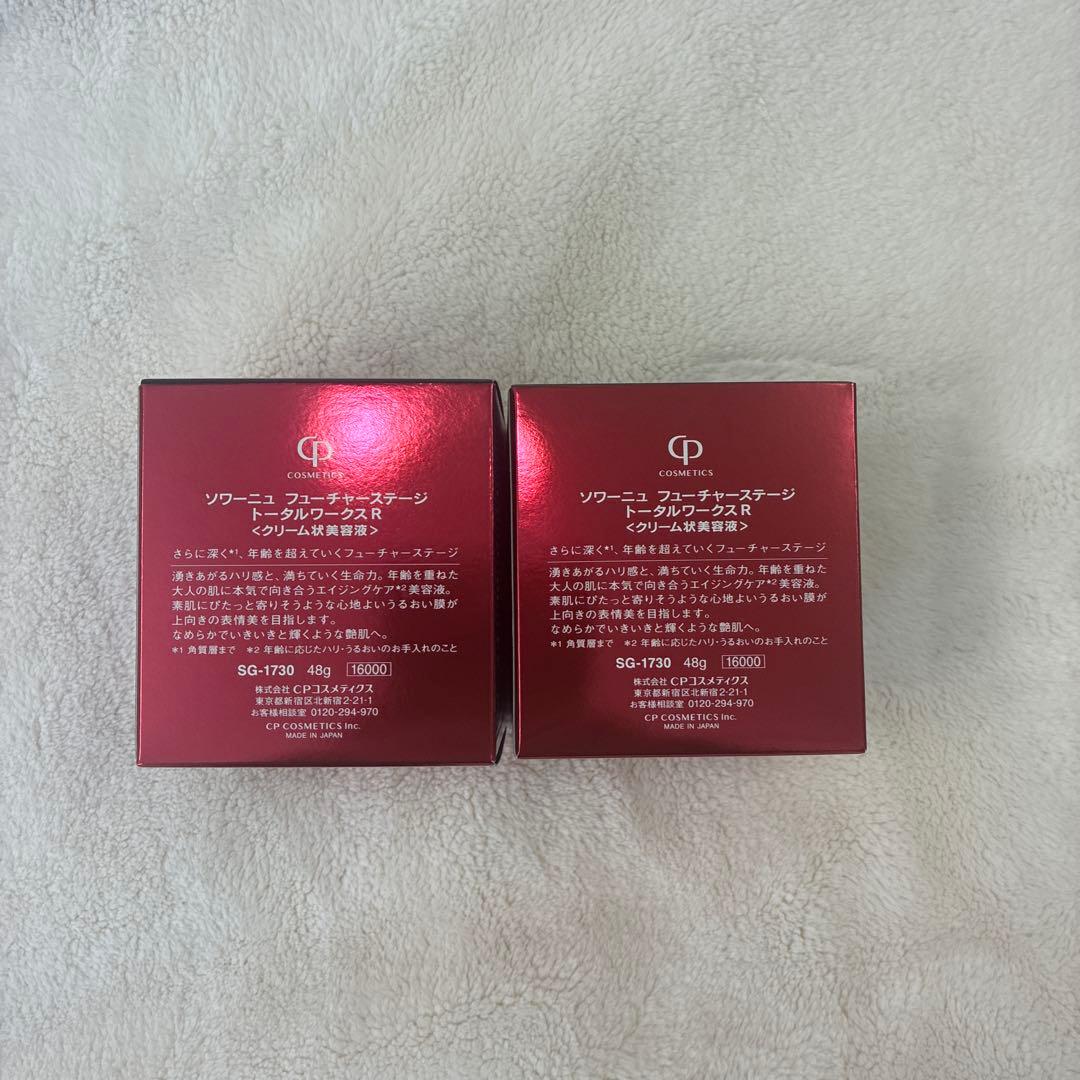 CP
COSMETICS
ソワーニュ フューチャーステージ
トータルワークスR
<クリーム状美容液>
さらに深く*1、年齢を超えていくフューチャーステージ
湧きあがるハリ感と、満ちていく生命力。年齢を重ねた
大人の肌に本気で向き合うエイジングケア*2美容液。
素肌にぴたっと寄りそうような心地よいうるおい膜が
上向きの表情美を目指します。
なめらかでいきいきと輝くような艶肌へ。
*1 角質層まで *2 年齢に応じたハリ・うるおいのお手入れのこと
SG-1730 48g 16000
株式会社 CPコスメティクス
東京都新宿区北新宿2-21-1
お客様相談室 0120-294-970
CP COSMETICS Inc.
MADE IN JAPAN
CP
COSMETICS
ソワーニュ フューチャーステージ
トータルワークスR
<クリーム状美容液>
さらに深く*1、年齢を超えていくフューチャーステージ
湧きあがるハリ感と、満ちていく生命力。年齢を重ねた
大人の肌に本気で向き合うエイジングケア*2美容液。
素肌にぴたっと寄りそうような心地よいうるおい膜が
上向きの表情美を目指します。
なめらかでいきいきと輝くような艶肌へ。
*1 角質層まで *2 年齢に応じたハリ・うるおいのお手入れのこと
SG-1730 48g 16000
株式会社 CPコスメティクス
東京都新宿区北新宿2-21-1
お客様相談室 0120-294-970
CP COSMETICS Inc.
MADE IN JAPAN